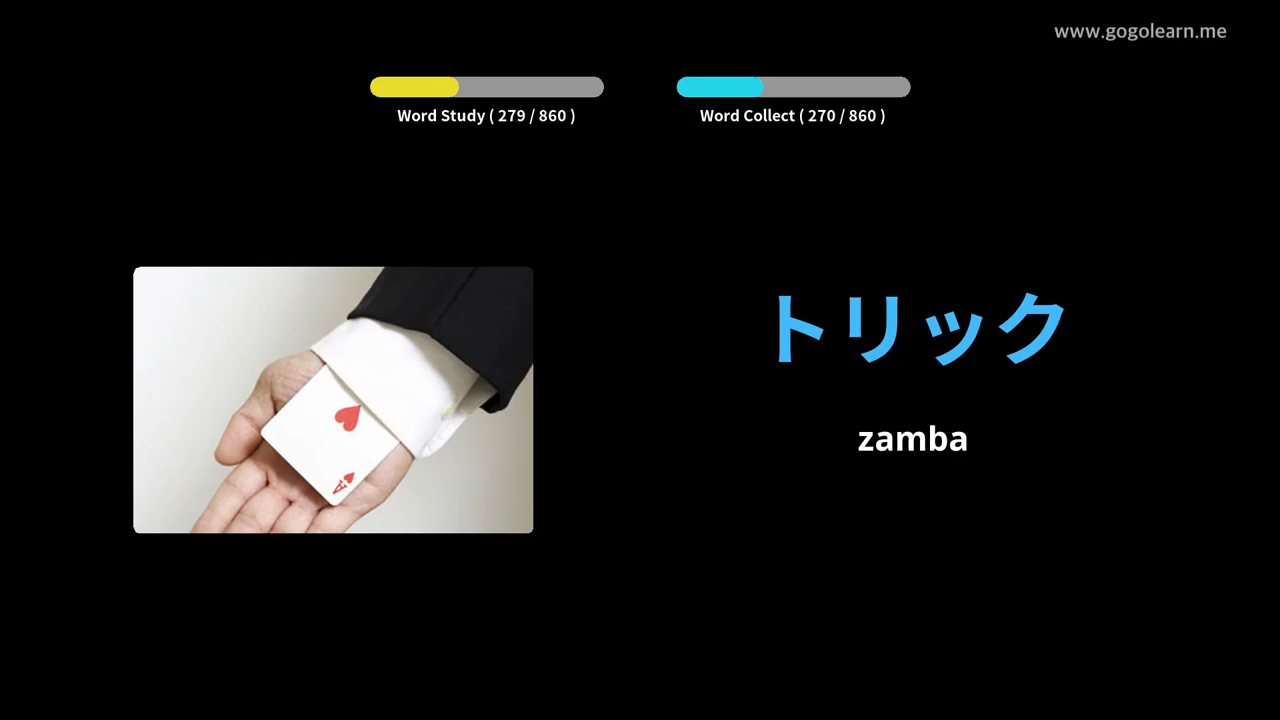 www.gogolearn.me
Word Study ( 279 / 860 )
Word Collect ( 270 / 860 )
トリック
zamba
A